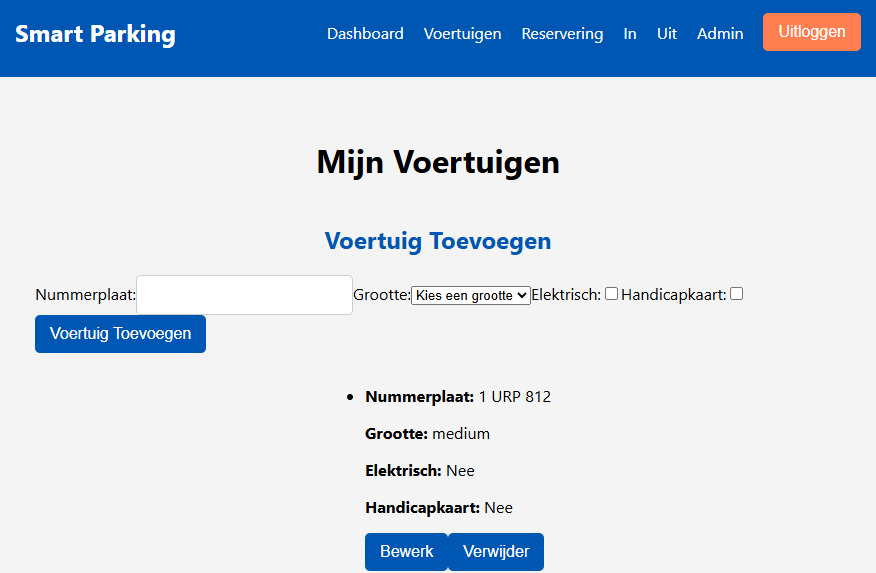 Smart Parking Dashboard Voertuigen Reservering In Uit Admin Uitloggen
Mijn Voertuigen
Voertuig Toevoegen
Nummerplaat: Grootte: Kies een grootte Elektrisch: Handicapkaart:
Voertuig Toevoegen
Nummerplaat: 1 URP 812
Grootte: medium
Elektrisch: Nee
Handicapkaart: Nee
Bewerk Verwijder